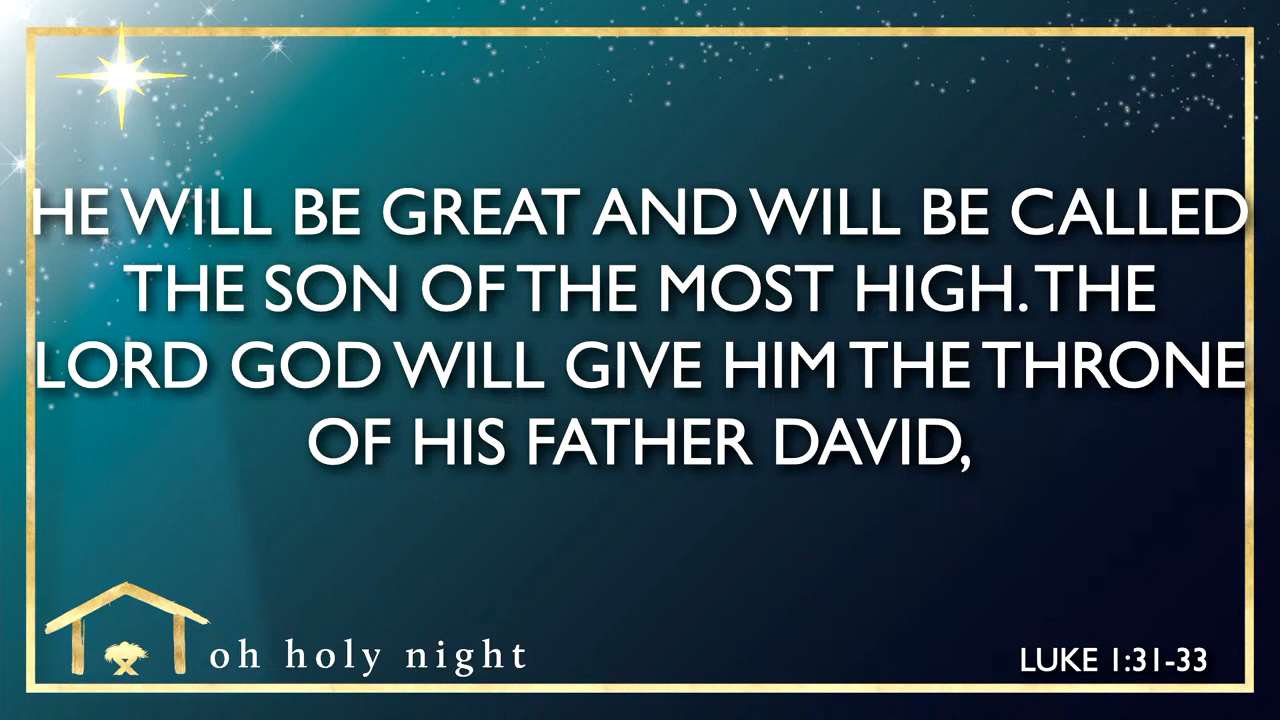 HE WILL BE GREAT AND WILL BE CALLED
THE SON OF THE MOST HIGH. THE
LORD GOD WILL GIVE HIM THE THRONE
OF HIS FATHER DAVID,
oh holy night
LUKE 1:31-33